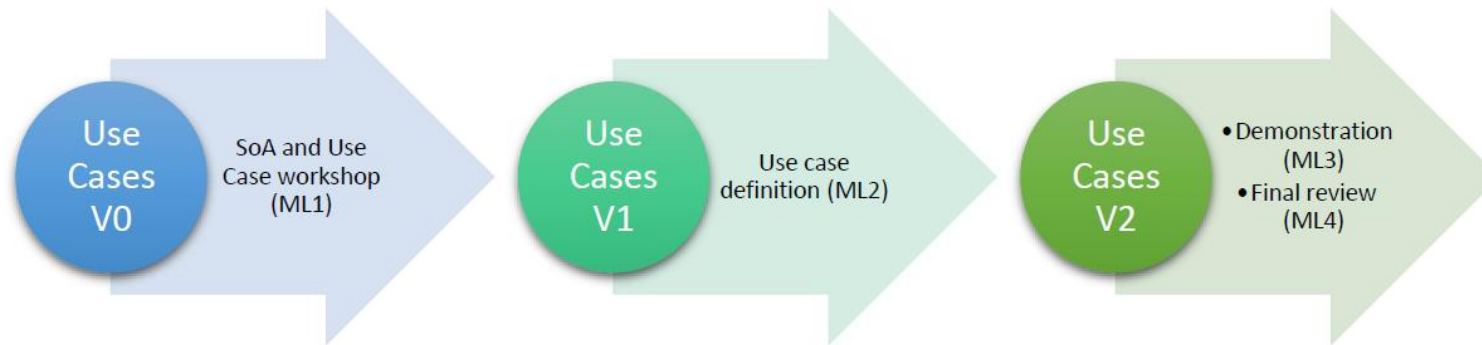 Use
Cases
V0
SoA and Use
Case workshop
(ML1)
Use
Cases
V1
Use case
definition (ML2)
Use
Cases
V2
•Demonstration
(ML3)
•Final review
(ML4)